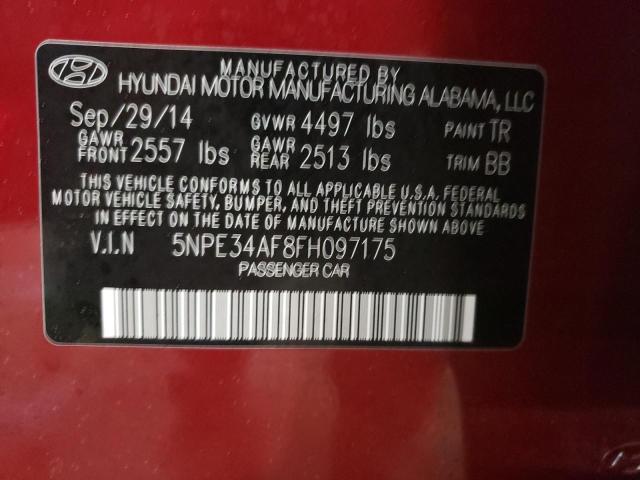 MANUFACTURED BY
HYUNDAI MOTOR MANUFACTURING ALABAMA, LLC
Sep/29/14 GVWR 4497 lbs PAINT TR
GAWR FRONT 2557 lbs GAWR REAR 2513 lbs TRIM BB
THIS VEHICLE CONFORMS TO ALL APPLICABLE U.S.A. FEDERAL
MOTOR VEHICLE SAFETY, BUMPER, AND THEFT PREVENTION STANDARDS
IN EFFECT ON THE DATE OF MANUFACTURE SHOWN ABOVE.
V.I.N 5NPE34AF8FH097175
PASSENGER CAR